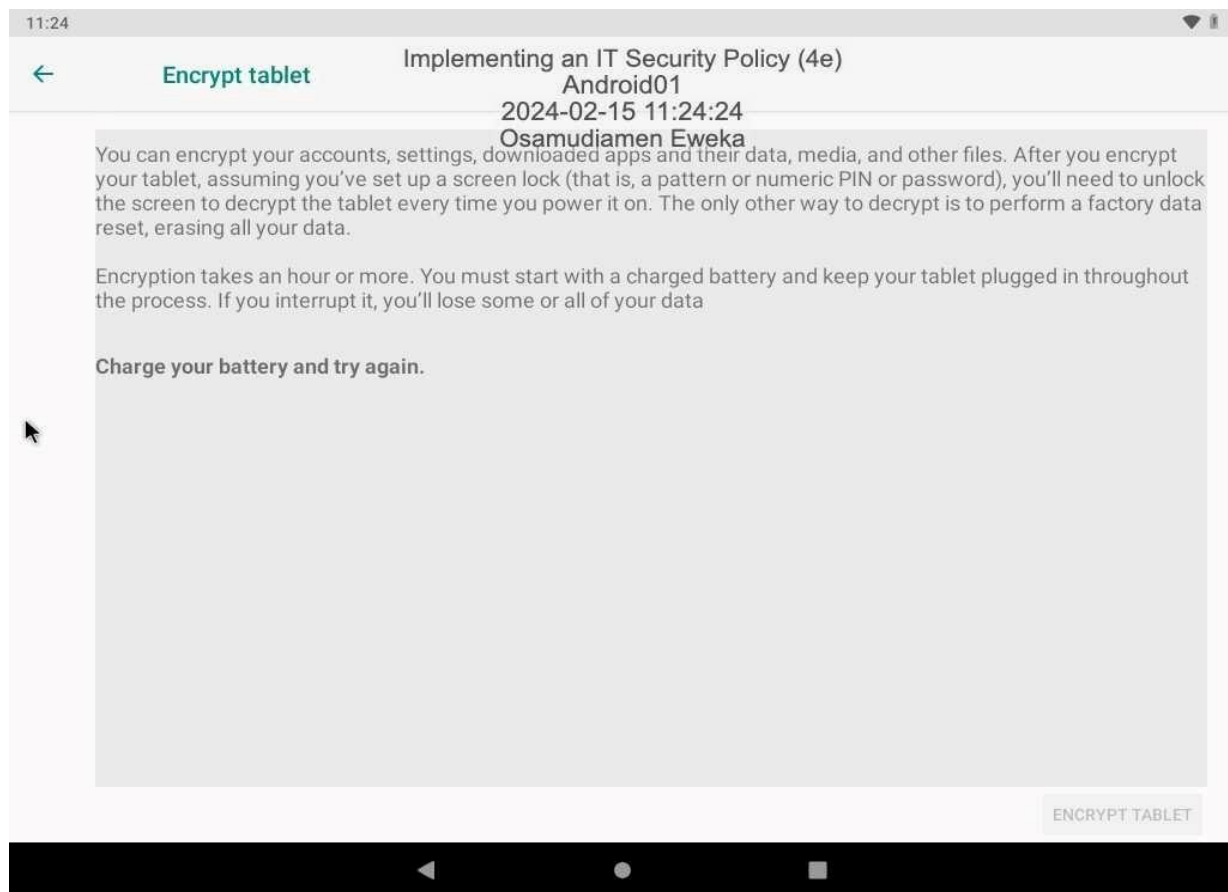 11:24
Encrypt tablet
Implementing an IT Security Policy (4e)
Android01
2024-02-15 11:24:24
Osamudiamen Eweka
You can encrypt your accounts, settings, downloaded apps and their data, media, and other files. After you encrypt
your tablet, assuming you've set up a screen lock (that is, a pattern or numeric PIN or password), you'll need to unlock
the screen to decrypt the tablet every time you power it on. The only other way to decrypt is to perform a factory data
reset, erasing all your data.
Encryption takes an hour or more. You must start with a charged battery and keep your tablet plugged in throughout
the process. If you interrupt it, you'll lose some or all of your data
Charge your battery and try again.
ENCRYPT TABLET